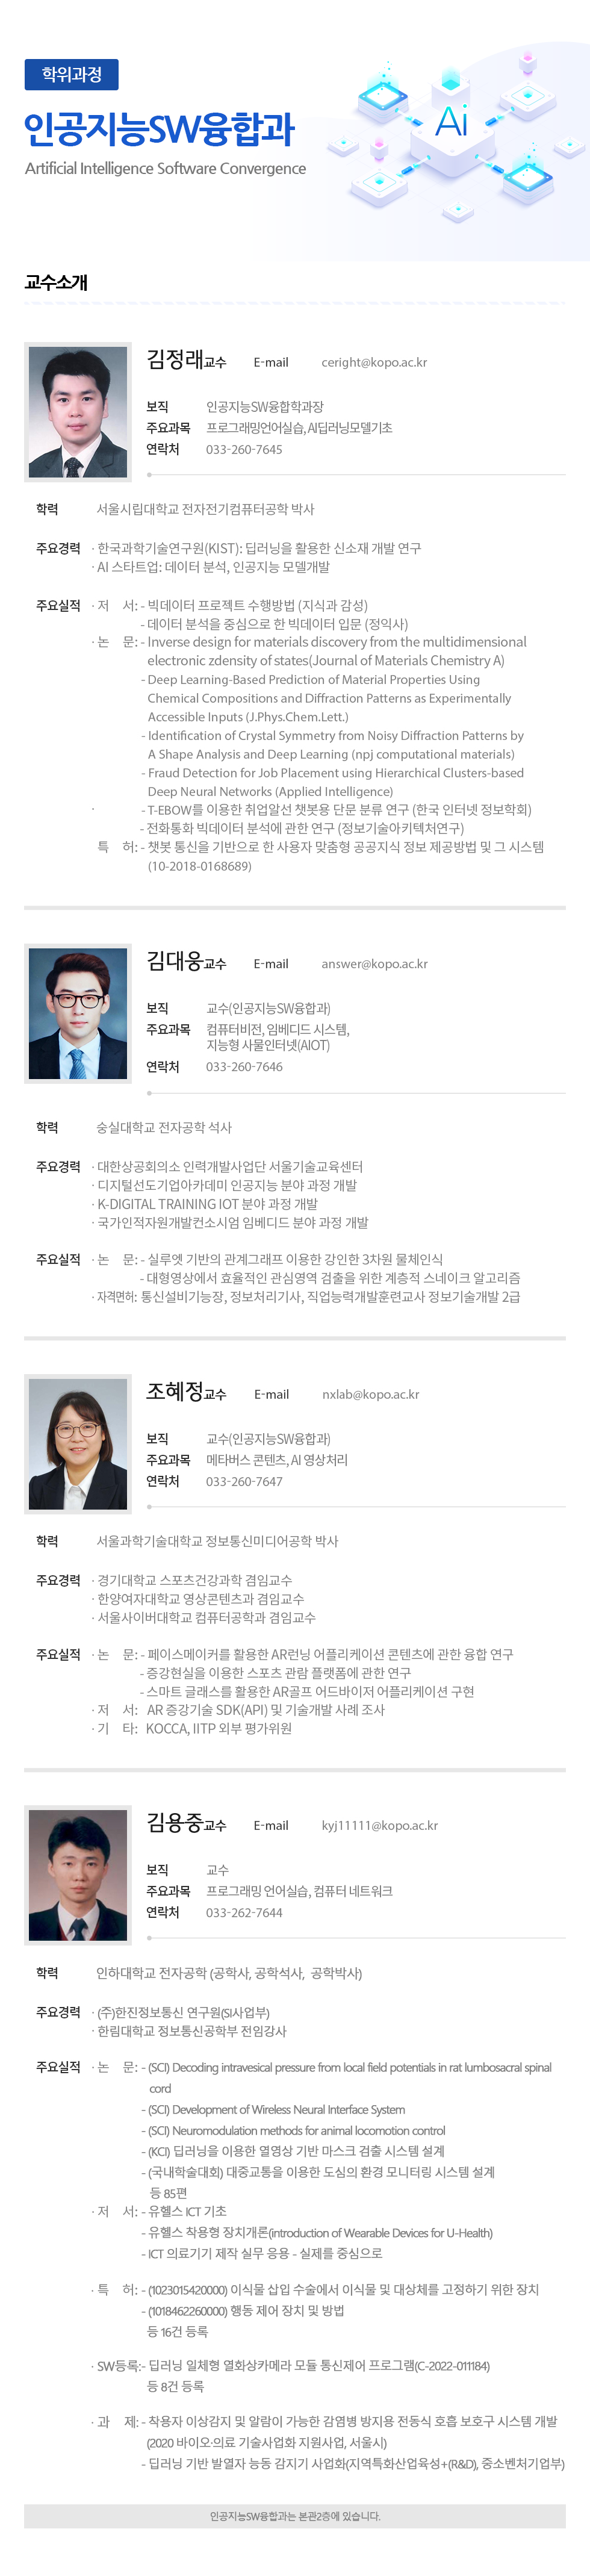 학위과정
인공지능SW융합과
Artificial Intelligence Software Convergence
Ai
교수소개
김정래교수 E-mail ceright@kopo.ac.kr
보직 인공지능SW융합학과장
주요과목 프로그래밍언어실습, AI딥러닝모델기초
연락처 033-260-7645
학력 서울시립대학교 전자전기컴퓨터공학 박사
주요경력 · 한국과학기술연구원(KIST): 딥러닝을 활용한 신소재 개발 연구
· AI 스타트업: 데이터 분석, 인공지능 모델개발
주요실적 · 저 서: - 빅데이터 프로젝트 수행방법 (지식과 감성)
- 데이터 분석을 중심으로 한 빅데이터 입문 (정익사)
· 논 문: - Inverse design for materials discovery from the multidimensional
electronic zdensity of states(Journal of Materials Chemistry A)
- Deep Learning-Based Prediction of Material Properties Using
Chemical Compositions and Diffraction Patterns as Experimentally
Accessible Inputs (J.Phys.Chem.Lett.)
- Identification of Crystal Symmetry from Noisy Diffraction Patterns by
A Shape Analysis and Deep Learning (npj computational materials)
- Fraud Detection for Job Placement using Hierarchical Clusters-based
Deep Neural Networks (Applied Intelligence)
· - T-EBOW를 이용한 취업알선 챗봇용 단문 분류 연구 (한국 인터넷 정보학회)
- 전화통화 빅데이터 분석에 관한 연구 (정보기술아키텍처연구)
특 허: - 챗봇 통신을 기반으로 한 사용자 맞춤형 공공지식 정보 제공방법 및 그 시스템
(10-2018-0168689)
김대웅교수 E-mail answer@kopo.ac.kr
보직 교수(인공지능SW융합과)
주요과목 컴퓨터비전, 임베디드 시스템,
지능형 사물인터넷(AIOT)
연락처 033-260-7646
학력 숭실대학교 전자공학 석사
주요경력 · 대한상공회의소 인력개발사업단 서울기술교육센터
· 디지털선도기업아카데미 인공지능 분야 과정 개발
· K-DIGITAL TRAINING IOT 분야 과정 개발
· 국가인적자원개발컨소시엄 임베디드 분야 과정 개발
주요실적 · 논 문: - 실루엣 기반의 관계그래프 이용한 강인한 3차원 물체인식
- 대형영상에서 효율적인 관심영역 검출을 위한 계층적 스네이크 알고리즘
· 자격면허: 통신설비기능장, 정보처리기사, 직업능력개발훈련교사 정보기술개발 2급
조혜정교수 E-mail nxlab@kopo.ac.kr
보직 교수(인공지능SW융합과)
주요과목 메타버스 콘텐츠, AI 영상처리
연락처 033-260-7647
학력 서울과학기술대학교 정보통신미디어공학 박사
주요경력 · 경기대학교 스포츠건강과학 겸임교수
· 한양여자대학교 영상콘텐츠과 겸임교수
· 서울사이버대학교 컴퓨터공학과 겸임교수
주요실적 · 논 문: - 페이스메이커를 활용한 AR런닝 어플리케이션 콘텐츠에 관한 융합 연구
- 증강현실을 이용한 스포츠 관람 플랫폼에 관한 연구
- 스마트 글래스를 활용한 AR골프 어드바이저 어플리케이션 구현
· 저 서: AR 증강기술 SDK(API) 및 기술개발 사례 조사
· 기 타: KOCCA, IITP 외부 평가위원
김용중교수 E-mail kyj11111@kopo.ac.kr
보직 교수
주요과목 프로그래밍 언어실습, 컴퓨터 네트워크
연락처 033-262-7644
학력 인하대학교 전자공학 (공학사, 공학석사, 공학박사)
주요경력 · (주)한진정보통신 연구원(SI사업부)
· 한림대학교 정보통신공학부 전임강사
주요실적 · 논 문: - (SCI) Decoding intravesical pressure from local field potentials in rat lumbosacral spinal
cord
- (SCI) Development of Wireless Neural Interface System
- (SCI) Neuromodulation methods for animal locomotion control
- (KCI) 딥러닝을 이용한 열영상 기반 마스크 검출 시스템 설계
- (국내학술대회) 대중교통을 이용한 도심의 환경 모니터링 시스템 설계
등 85편
· 저 서: - 유헬스 ICT 기초
- 유헬스 착용형 장치개론(introduction of Wearable Devices for U-Health)
- ICT 의료기기 제작 실무 응용 - 실제를 중심으로
· 특 허: - (1023015420000) 이식물 삽입 수술에서 이식물 및 대상체를 고정하기 위한 장치
- (1018462260000) 행동 제어 장치 및 방법
등 16건 등록
· SW등록:- 딥러닝 일체형 열화상카메라 모듈 통신제어 프로그램(C-2022-011184)
등 8건 등록
· 과 제: - 착용자 이상감지 및 알람이 가능한 감염병 방지용 전동식 호흡 보호구 시스템 개발
(2020 바이오·의료 기술사업화 지원사업, 서울시)
- 딥러닝 기반 발열자 능동 감지기 사업화(지역특화산업육성+(R&D), 중소벤처기업부)
인공지능SW융합과는 본관2층에 있습니다.